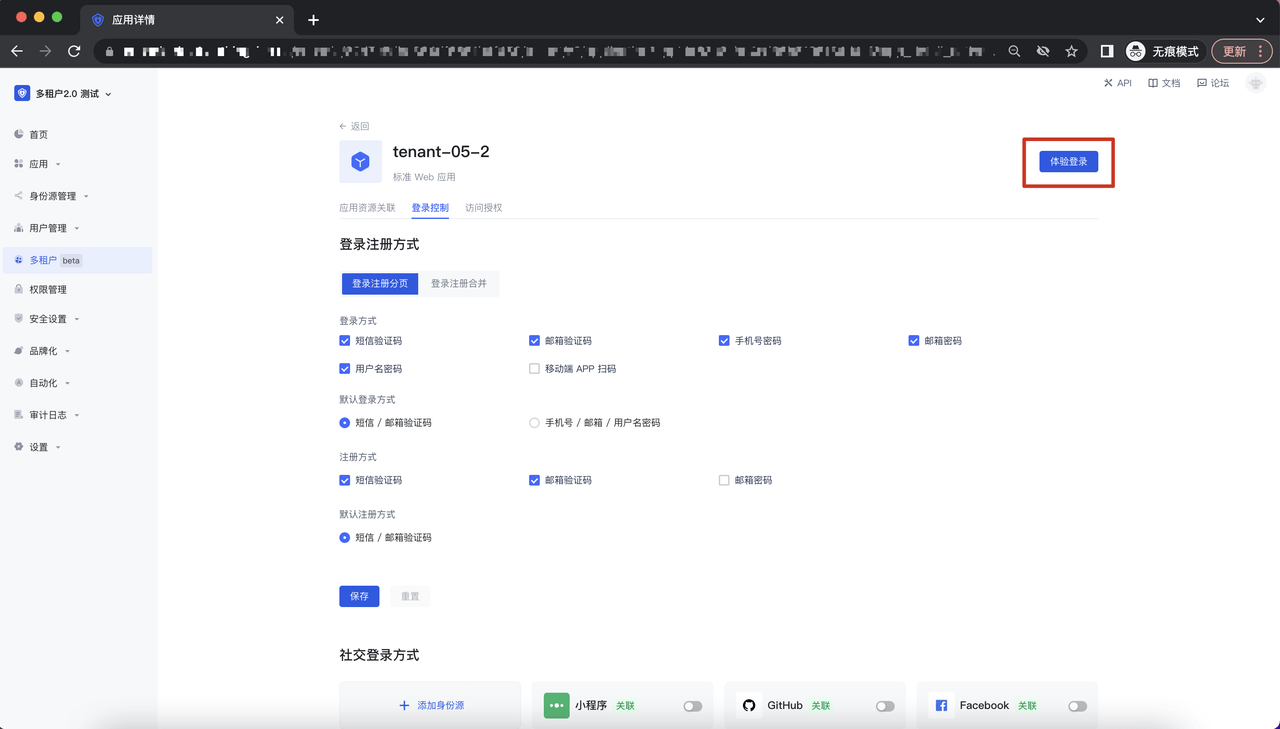 应用详情
无痕模式
更新
多租户2.0 测试
API
文档
论坛
首页
应用
身份源管理
用户管理
多租户 beta
权限管理
安全设置
品牌化
自动化
审计日志
设置
返回
tenant-05-2
标准 Web 应用
体验登录
应用资源关联 登录控制 访问授权
登录注册方式
登录注册分页 登录注册合并
登录方式
短信验证码 邮箱验证码 手机号密码 邮箱密码
用户名密码 移动端 APP 扫码
默认登录方式
短信 / 邮箱验证码 手机号 / 邮箱 / 用户名密码
注册方式
短信验证码 邮箱验证码 邮箱密码
默认注册方式
短信 / 邮箱验证码
保存 重置
社交登录方式
添加身份源 小程序 关联 GitHub 关联 Facebook 关联